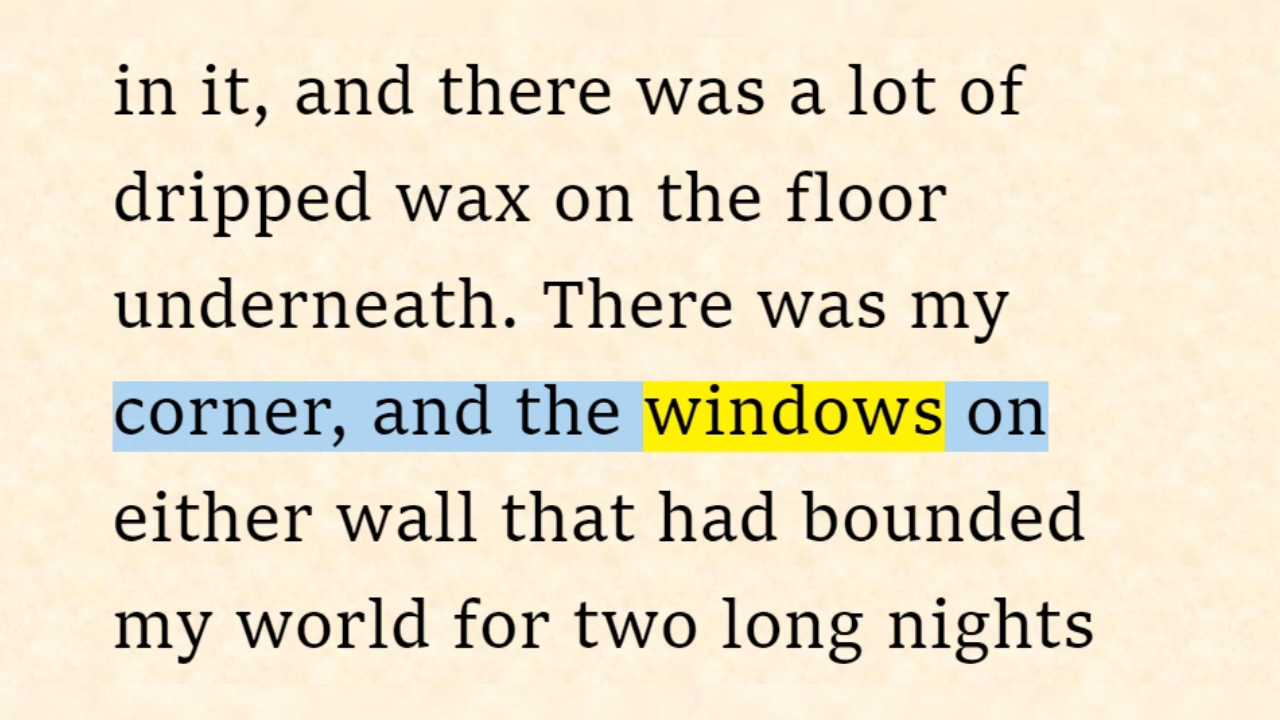 in it, and there was a lot of
dripped wax on the floor
underneath. There was my
corner, and the windows on
either wall that had bounded
my world for two long nights